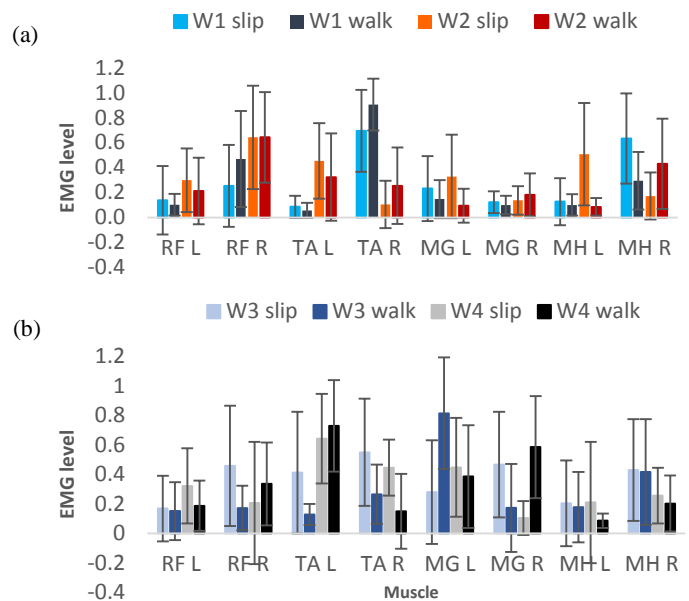 (a)
W1 slip W1 walk W2 slip W2 walk
1.2
1.0
0.8
0.6
0.4
0.2
0.0
-0.2
-0.4
EMG level
RF L RF R TA L TA R MG L MG R MH L MH R
(b)
W3 slip W3 walk W4 slip W4 walk
1.2
1
0.8
0.6
0.4
0.2
0
-0.2
-0.4
EMG level
RF L RF R TA L TA R MG L MG R MH L MH R
Muscle